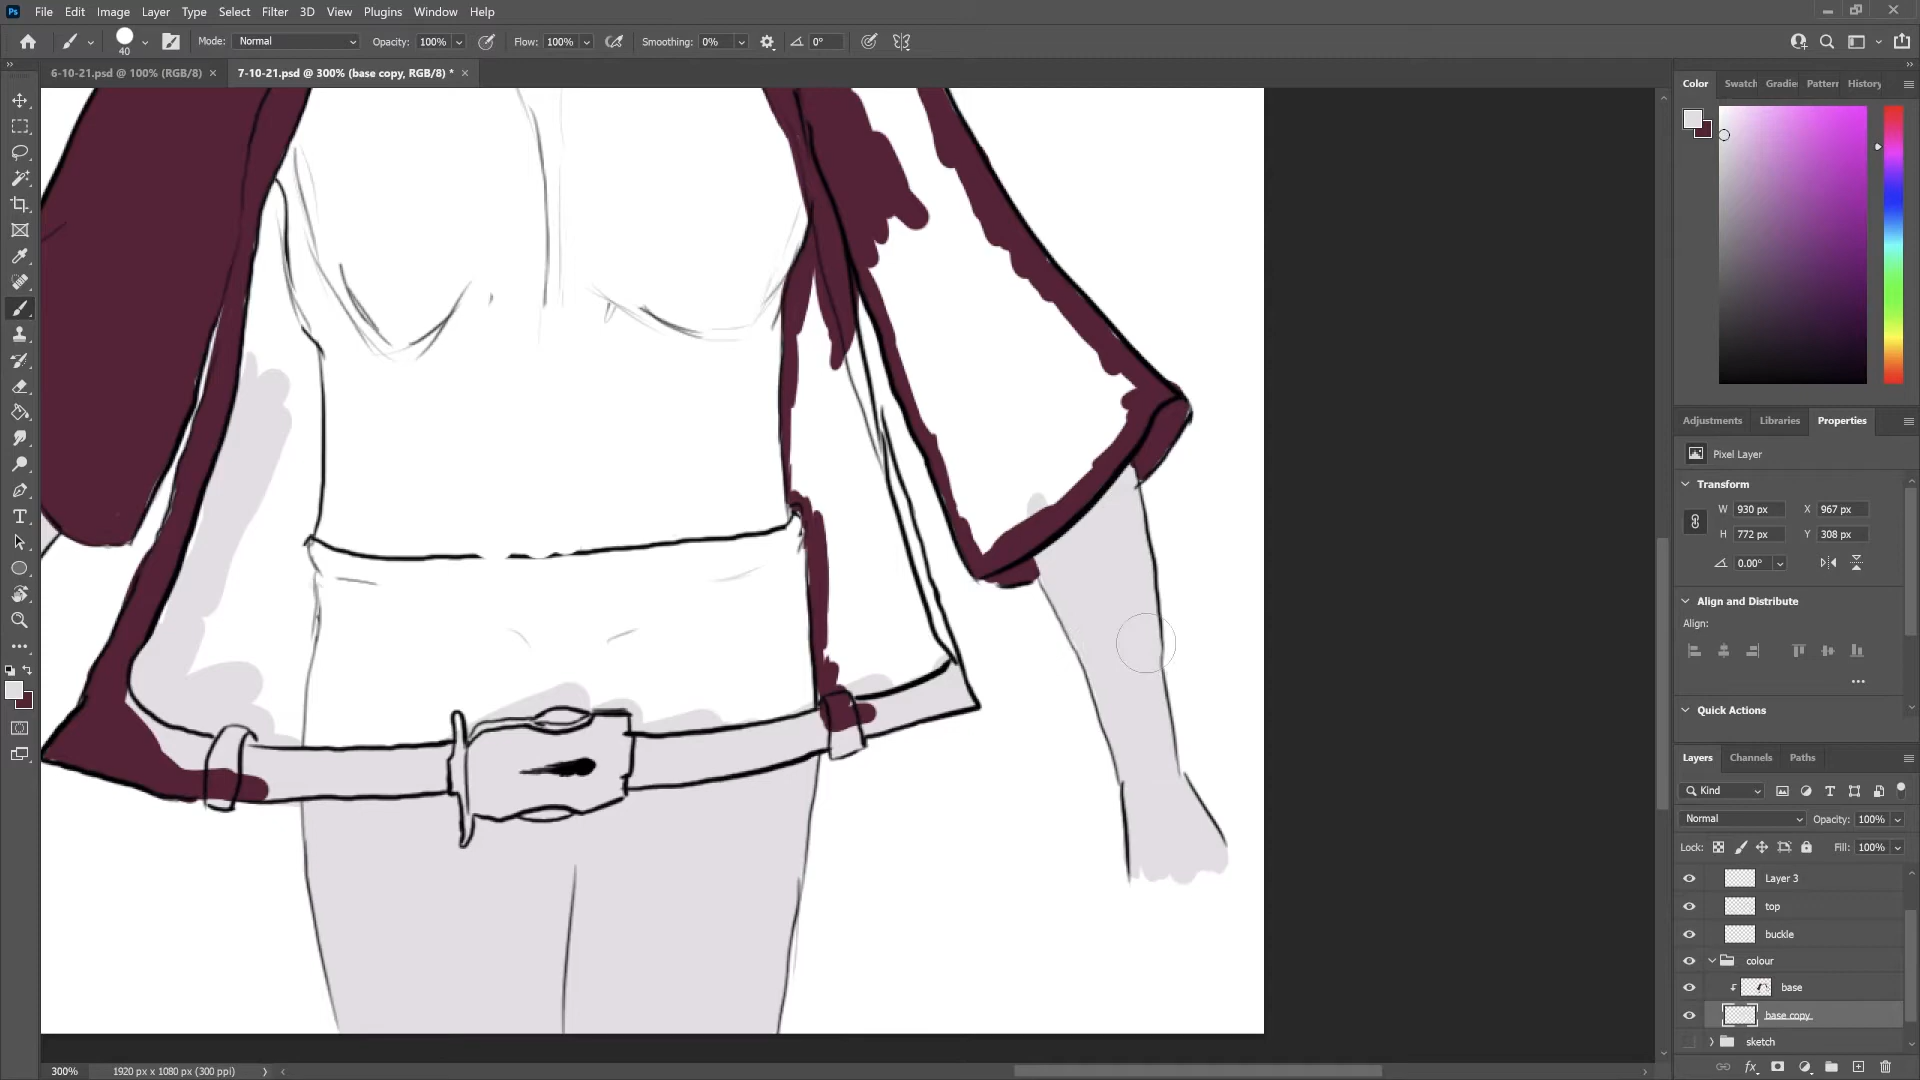 Ps File Edit Image Layer Type Select Filter 3D View Plugins Window Help
40 Mode: Normal Opacity: 100% Flow: 100% Smoothing: 0% 0°
6-10-21.psd @ 100% (RGB/8) × 7-10-21.psd @ 300% (base copy, RGB/8) * ×
Color Swatch Gradie Patterr History
Adjustments Libraries Properties
Pixel Layer
Transform
W 930 px X 967 px
H 772 px Y 308 px
0.00°
Align and Distribute
Align:
Quick Actions
Layers Channels Paths
Kind
Normal Opacity: 100%
Lock: Fill: 100%
Layer 3
top
buckle
colour
base
base copy
sketch
300% 1920 px x 1080 px (300 ppi)